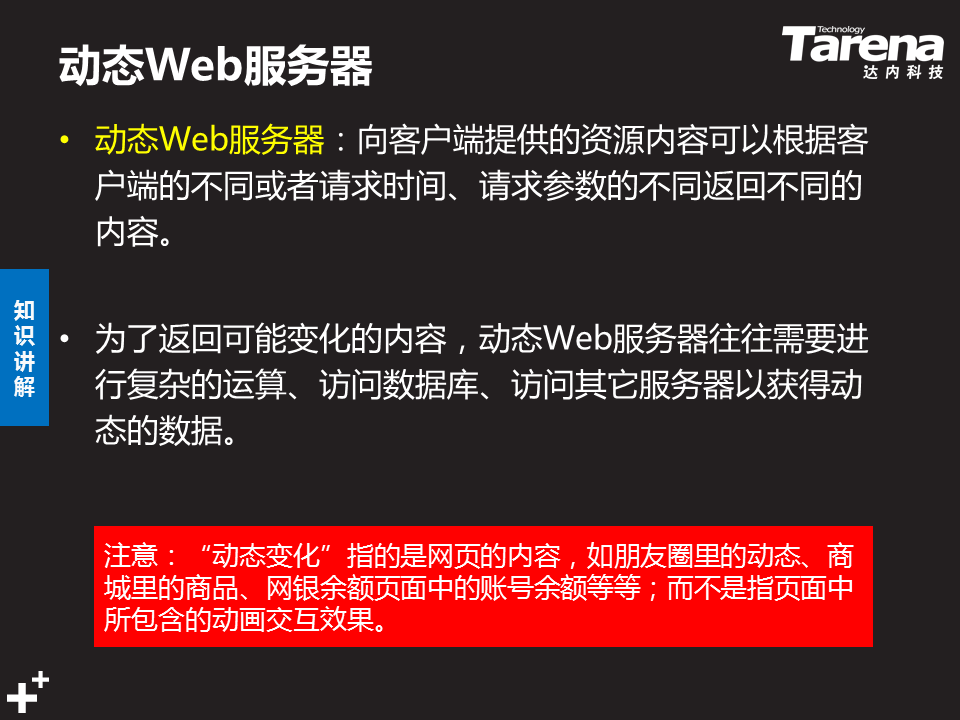 动态Web服务器
Technology
Tarena
达内科技
• 动态Web服务器：向客户端提供的资源内容可以根据客
户端的不同或者请求时间、请求参数的不同返回不同的
内容。
知识讲解
• 为了返回可能变化的内容，动态Web服务器往往需要进
行复杂的运算、访问数据库、访问其它服务器以获得动
态的数据。
注意：“动态变化”指的是网页的内容，如朋友圈里的动态、商
城里的商品、网银余额页面中的账号余额等等；而不是指页面中
所包含的动画交互效果。